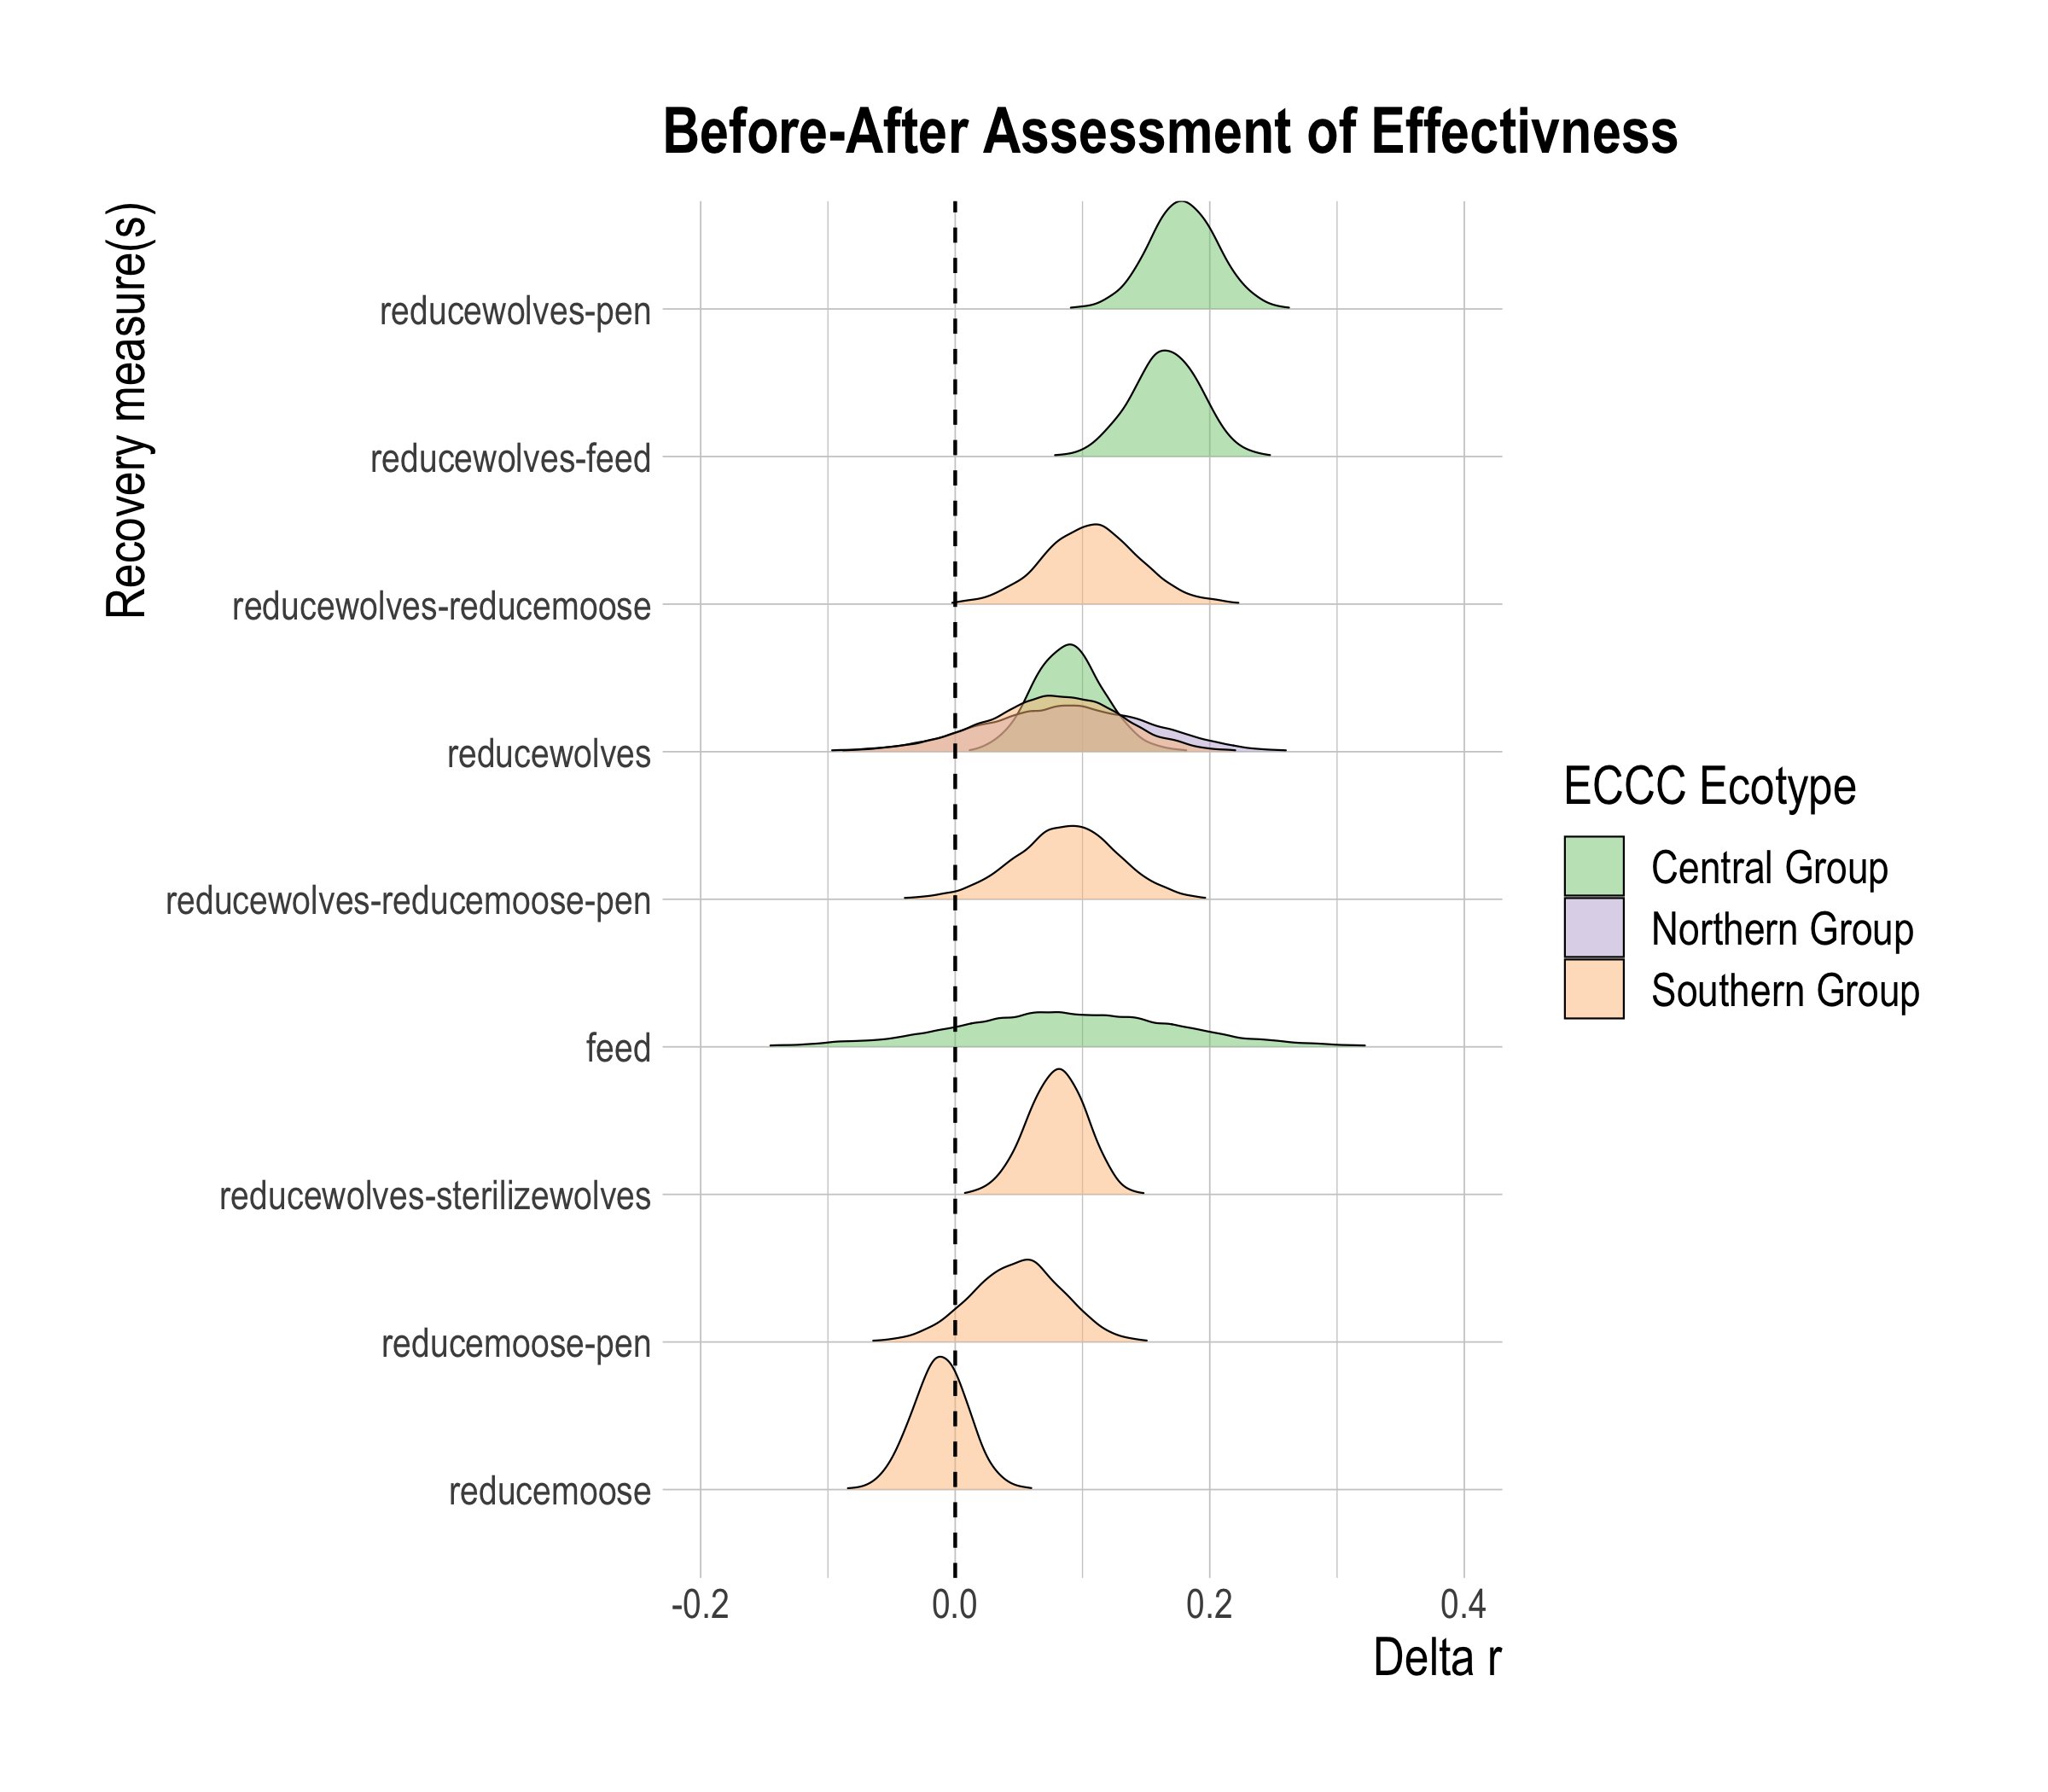 Before-After Assessment of Effectivness
Recovery measure(s)
reducewolves-pen
reducewolves-feed
reducewolves-reducemoose
reducewolves
reducewolves-reducemoose-pen
feed
reducewolves-sterilizewolves
reducemoose-pen
reducemoose
-0.2 0.0 0.2 0.4
Delta r
ECCC Ecotype
Central Group
Northern Group
Southern Group